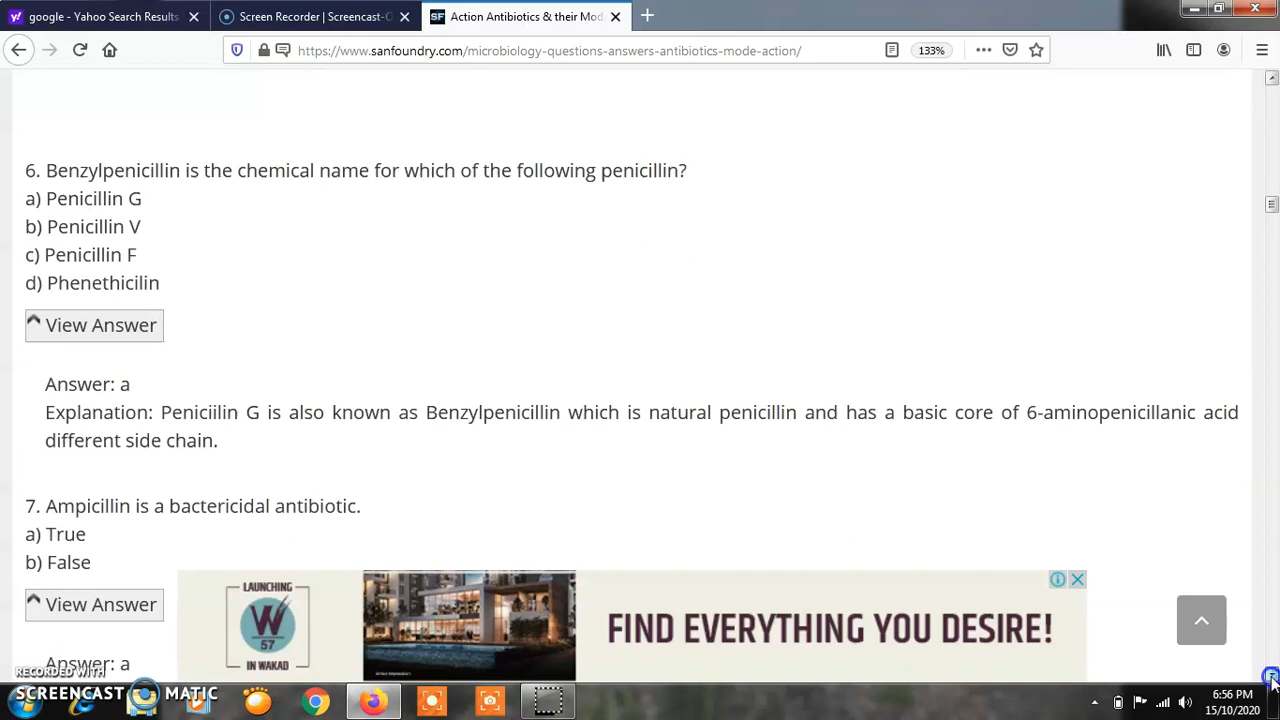 google - Yahoo Search Results
Screen Recorder | Screencast-O
SF Action Antibiotics & their Mod
https://www.sanfoundry.com/microbiology-questions-answers-antibiotics-mode-action/
133%
6. Benzylpenicillin is the chemical name for which of the following penicillin?
a) Penicillin G
b) Penicillin V
c) Penicillin F
d) Phenethicilin
View Answer
Answer: a
Explanation: Peniciilin G is also known as Benzylpenicillin which is natural penicillin and has a basic core of 6-aminopenicillanic acid
different side chain.
7. Ampicillin is a bactericidal antibiotic.
a) True
b) False
View Answer
Answer: a
LAUNCHING
W
57
IN WAKAD
FIND EVERYTHING YOU DESIRE!
RECORDED WITH
SCREENCAST MATIC
6:56 PM
15/10/2020